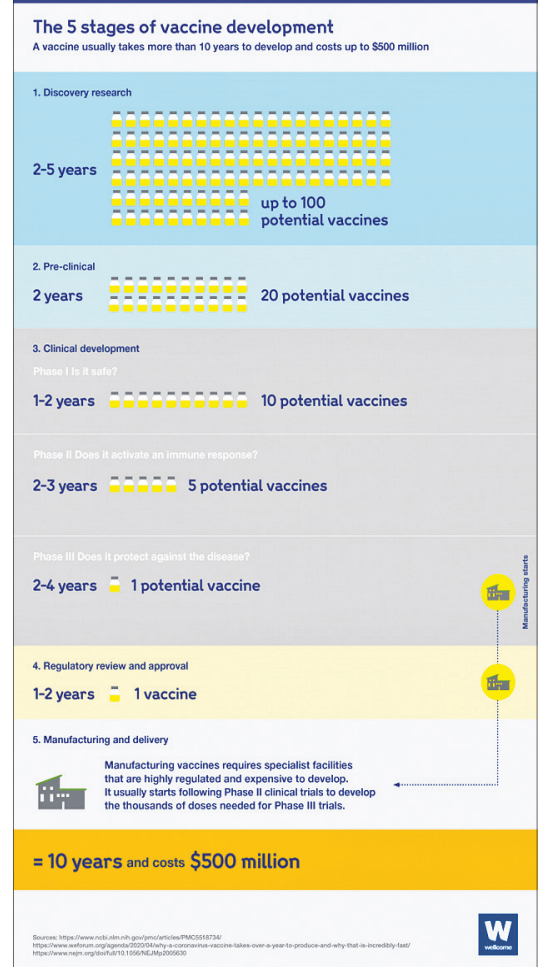 The 5 stages of vaccine development
A vaccine usually takes more than 10 years to develop and costs up to $500 million
1. Discovery research
2-5 years
up to 100
potential vaccines
2. Pre-clinical
2 years
20 potential vaccines
3. Clinical development
Phase I Is it safe?
1-2 years
10 potential vaccines
Phase II Does it activate an immune response?
2-3 years
5 potential vaccines
Phase III Does it protect against the disease?
2-4 years
1 potential vaccine
Manufacturing starts
4. Regulatory review and approval
1-2 years
1 vaccine
5. Manufacturing and delivery
Manufacturing vaccines requires specialist facilities
that are highly regulated and expensive to develop.
It usually starts following Phase II clinical trials to develop
the thousands of doses needed for Phase III trials.
= 10 years and costs $500 million
Sources: https://www.ncbi.nlm.nih.gov/pmc/articles/PMC5518734/
https://www.weforum.org/agenda/2020/04/why-a-coronavirus-vaccine-takes-over-a-year-to-produce-and-why-that-is-incredibly-fast/
https://www.nejm.org/doi/full/10.1056/NEJMp2005630
W
wellcome